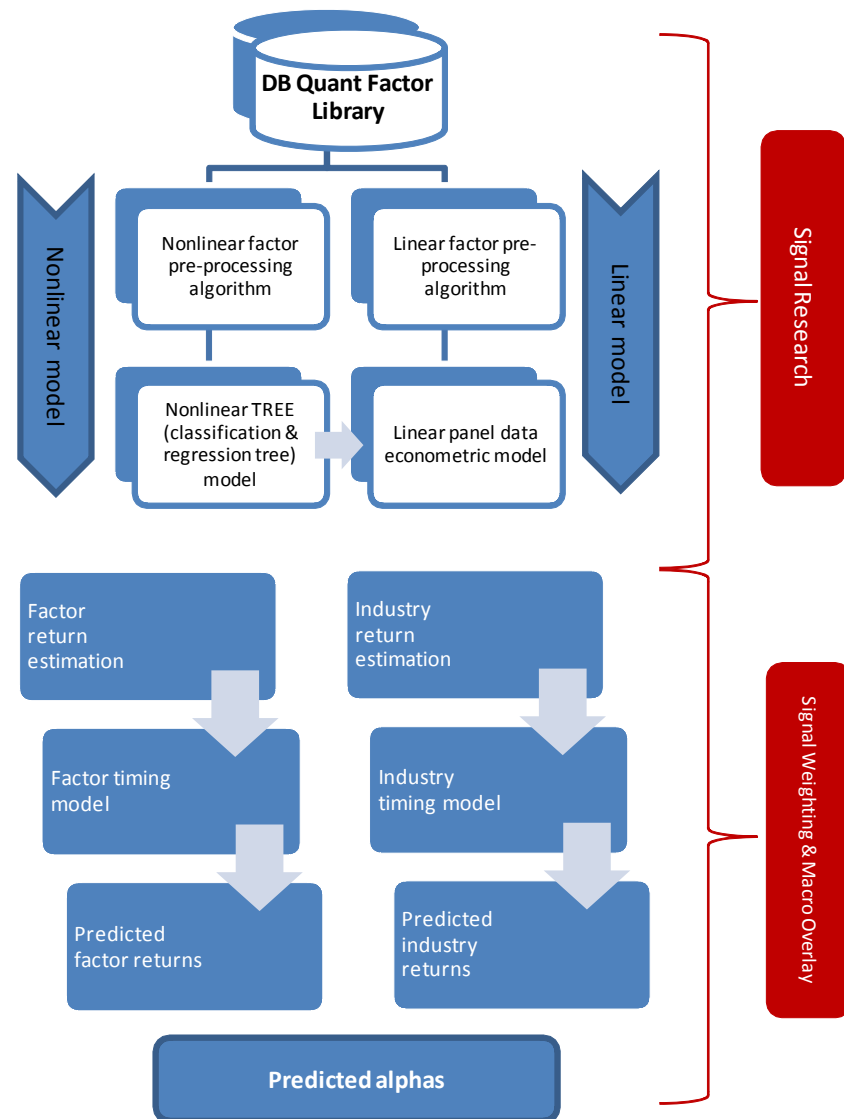 DB Quant Factor
Library
Nonlinear model
Nonlinear factor
pre-processing
algorithm
Linear factor pre-
processing
algorithm
Linear model
Nonlinear TREE
(classification &
regression tree)
model
Linear panel data
econometric model
Signal Research
Factor
return
estimation
Industry
return
estimation
Factor timing
model
Industry
timing model
Predicted
factor returns
Predicted
industry
returns
Signal Weighting & Macro Overlay
Predicted alphas